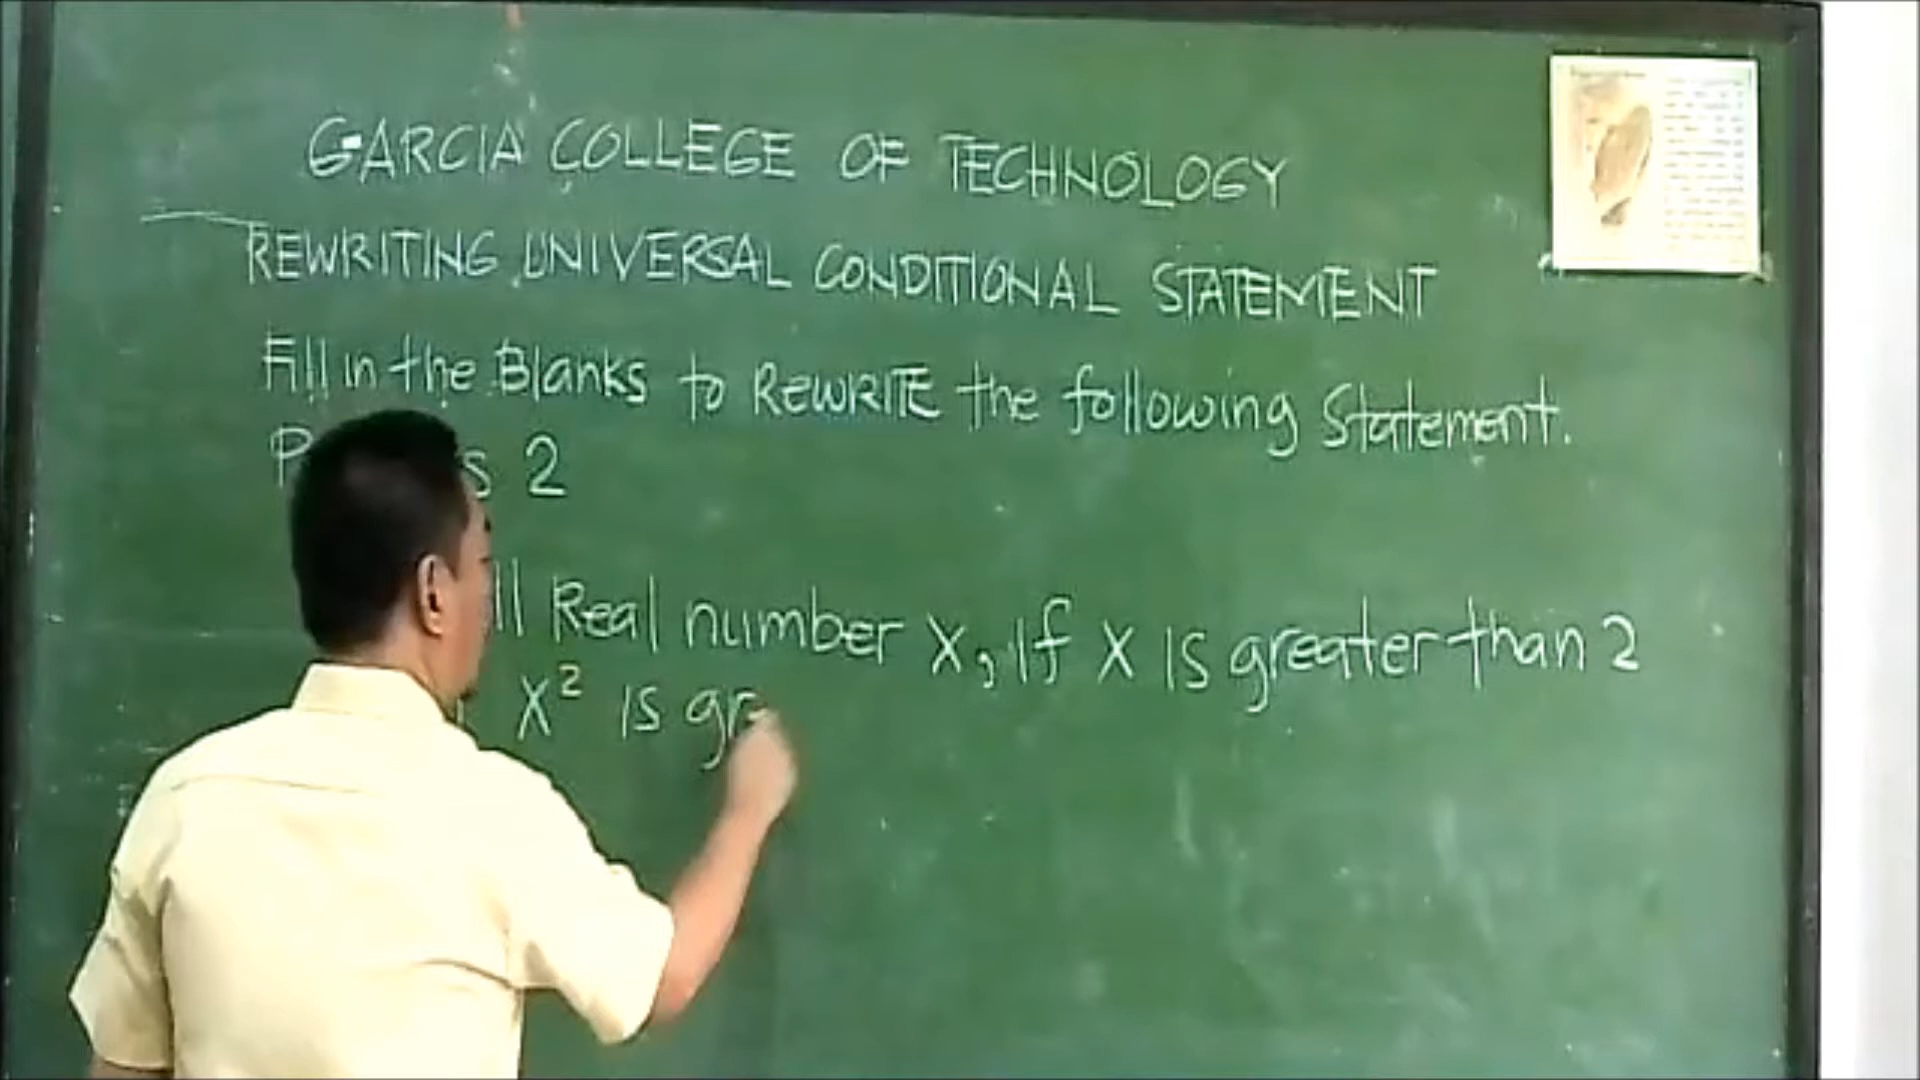 GARCIA COLLEGE OF TECHNOLOGY
REWRITING UNIVERSAL CONDITIONAL STATEMENT
Fill in the Blanks to REWRITE the following Statement.
2
Real number X, if X is greater than 2
X² is gr